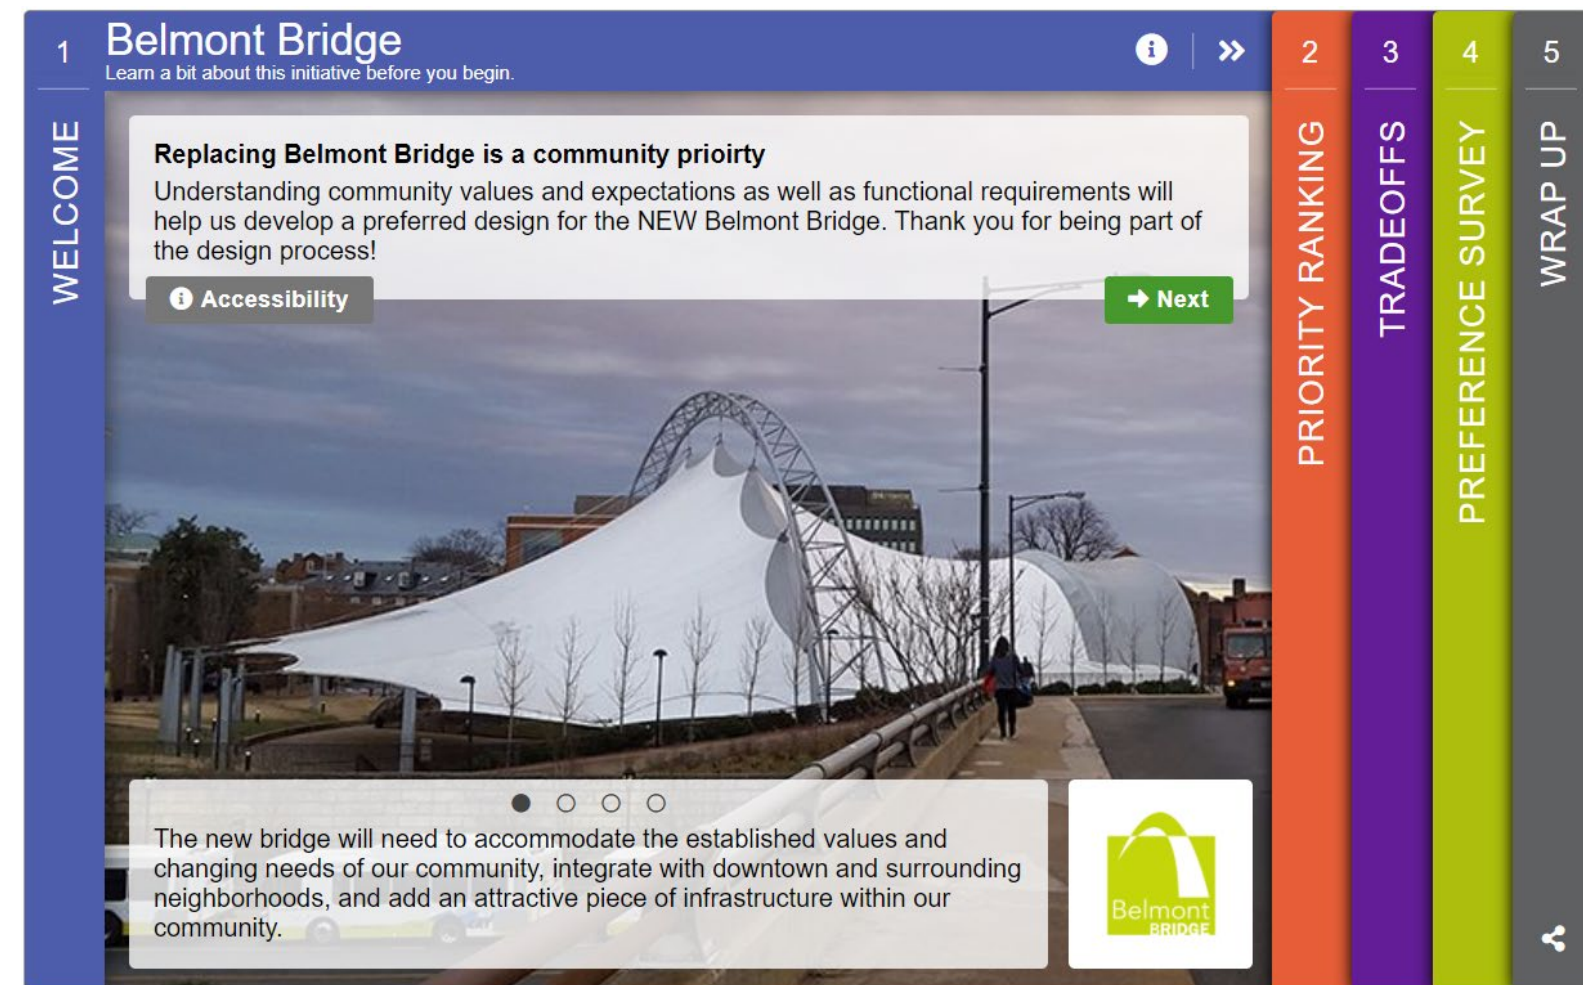 1
WELCOME
Belmont Bridge
Learn a bit about this initiative before you begin.
Replacing Belmont Bridge is a community prioirty
Understanding community values and expectations as well as functional requirements will
help us develop a preferred design for the NEW Belmont Bridge. Thank you for being part of
the design process!
Accessibility
Next
The new bridge will need to accommodate the established values and
changing needs of our community, integrate with downtown and surrounding
neighborhoods, and add an attractive piece of infrastructure within our
community.
Belmont
BRIDGE
2
PRIORITY RANKING
3
TRADEOFFS
4
PREFERENCE SURVEY
5
WRAP UP